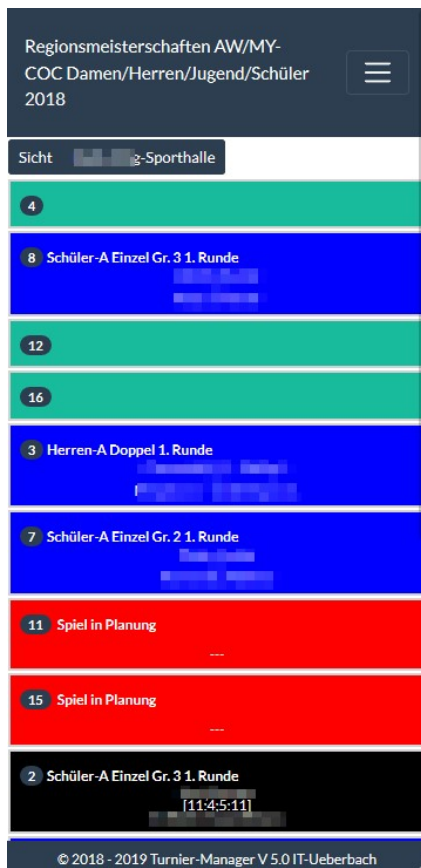 Regionsmeisterschaften AW/MY-
COC Damen/Herren/Jugend/Schüler
2018
Sicht g-Sporthalle
4
8 Schüler-A Einzel Gr. 3 1. Runde
12
16
3 Herren-A Doppel 1. Runde
7 Schüler-A Einzel Gr. 2 1. Runde
11 Spiel in Planung
---
15 Spiel in Planung
---
2 Schüler-A Einzel Gr. 3 1. Runde
[11:4;5:11]
© 2018 - 2019 Turnier-Manager V 5.0 IT-Ueberbach